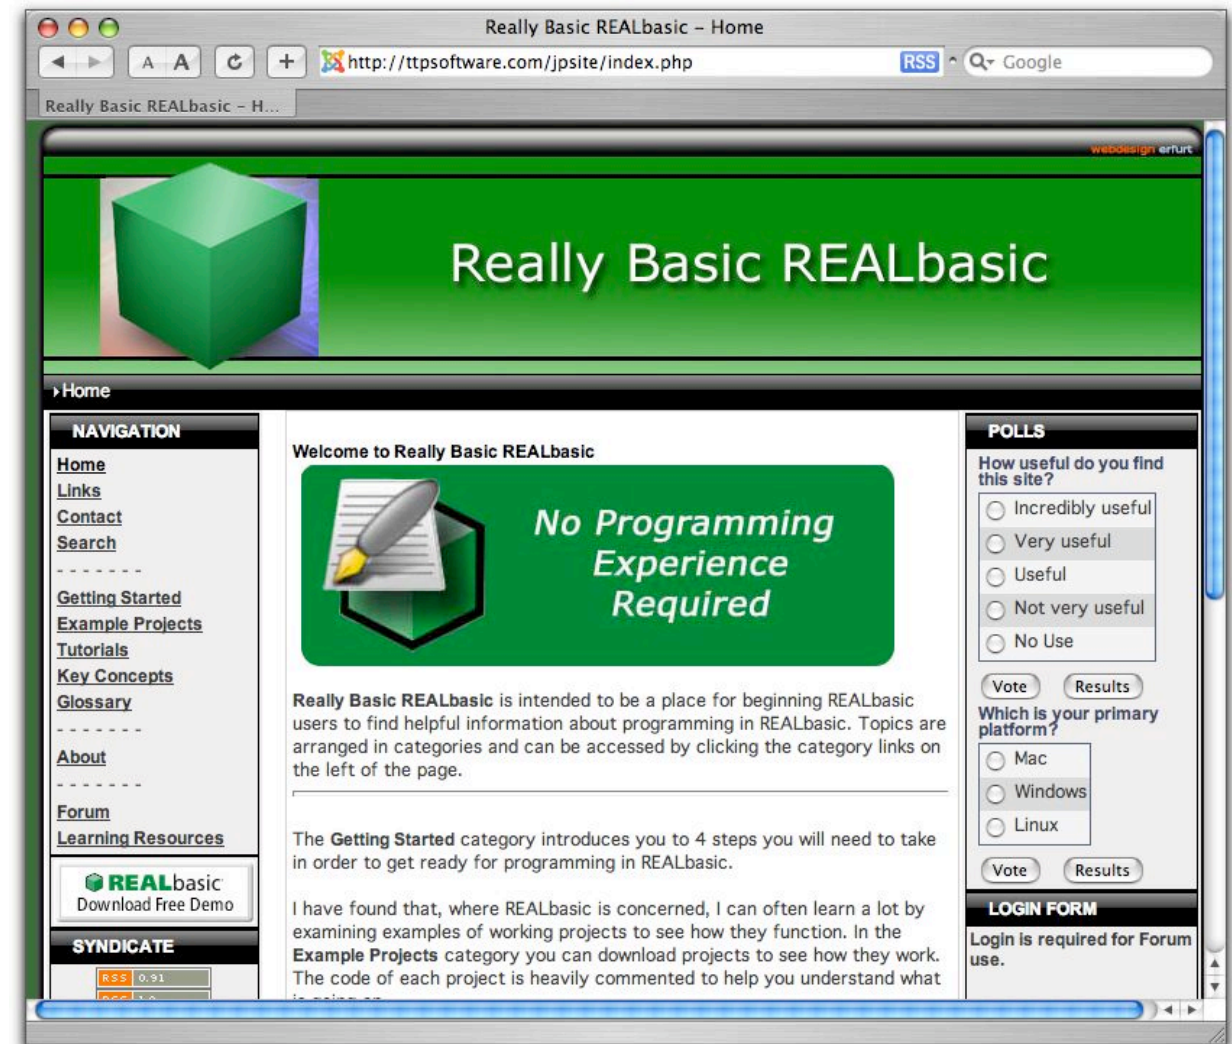 Really Basic REALbasic – Home
A A
http://ttpsoftware.com/jpsite/index.php
RSS
Google
Really Basic REALbasic – H...
webdesign erfurt
Really Basic REALbasic
Home
NAVIGATION
Home
Links
Contact
Search
- - - - - - -
Getting Started
Example Projects
Tutorials
Key Concepts
Glossary
- - - - - - -
About
- - - - - - -
Forum
Learning Resources
REALbasic
Download Free Demo
SYNDICATE
RSS 0.91
Welcome to Really Basic REALbasic
No Programming
Experience
Required
Really Basic REALbasic is intended to be a place for beginning REALbasic
users to find helpful information about programming in REALbasic. Topics are
arranged in categories and can be accessed by clicking the category links on
the left of the page.
The Getting Started category introduces you to 4 steps you will need to take
in order to get ready for programming in REALbasic.
I have found that, where REALbasic is concerned, I can often learn a lot by
examining examples of working projects to see how they function. In the
Example Projects category you can download projects to see how they work.
The code of each project is heavily commented to help you understand what
POLLS
How useful do you find
this site?
Incredibly useful
Very useful
Useful
Not very useful
No Use
Vote Results
Which is your primary
platform?
Mac
Windows
Linux
Vote Results
LOGIN FORM
Login is required for Forum
use.